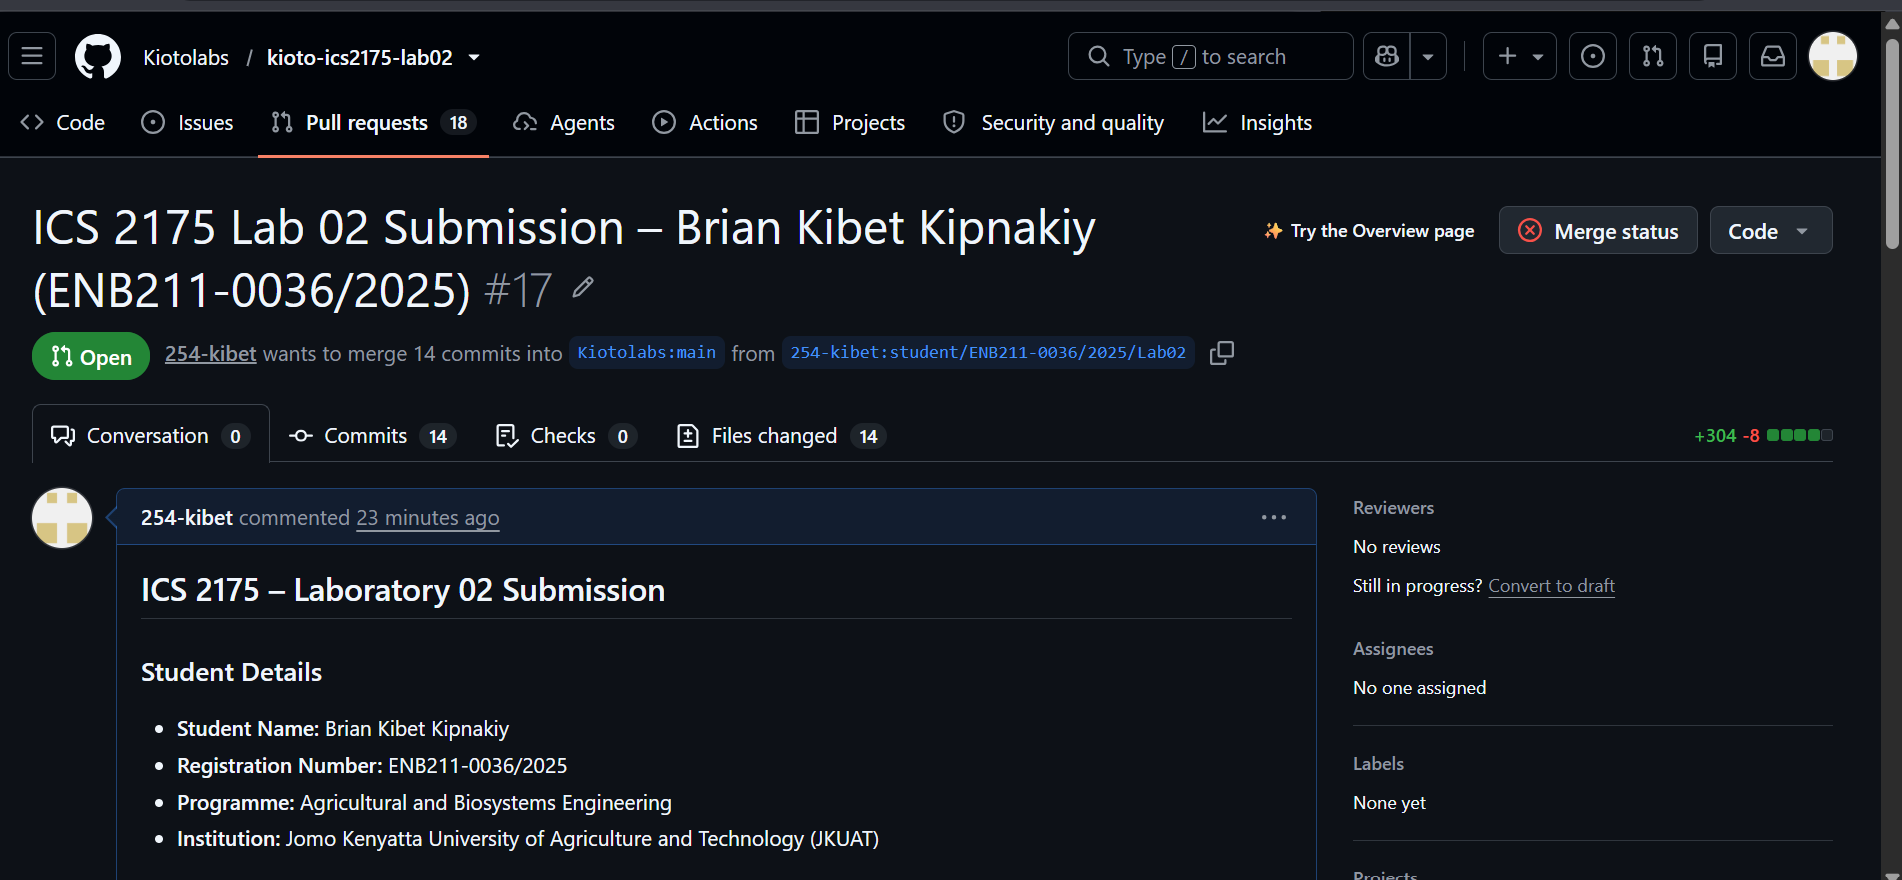 Kiotolabs / kioto-ics2175-lab02
Type / to search
Code
Issues
Pull requests 18
Agents
Actions
Projects
Security and quality
Insights
ICS 2175 Lab 02 Submission – Brian Kibet Kipnakiy
(ENB211-0036/2025) #17
Try the Overview page
Merge status
Code
Open
254-kibet wants to merge 14 commits into Kiotolabs:main from 254-kibet:student/ENB211-0036/2025/Lab02
Conversation 0
Commits 14
Checks 0
Files changed 14
+304 -8
254-kibet commented 23 minutes ago
ICS 2175 – Laboratory 02 Submission
Student Details
• Student Name: Brian Kibet Kipnakiy
• Registration Number: ENB211-0036/2025
• Programme: Agricultural and Biosystems Engineering
• Institution: Jomo Kenyatta University of Agriculture and Technology (JKUAT)
Reviewers
No reviews
Still in progress? Convert to draft
Assignees
No one assigned
Labels
None yet
Projects